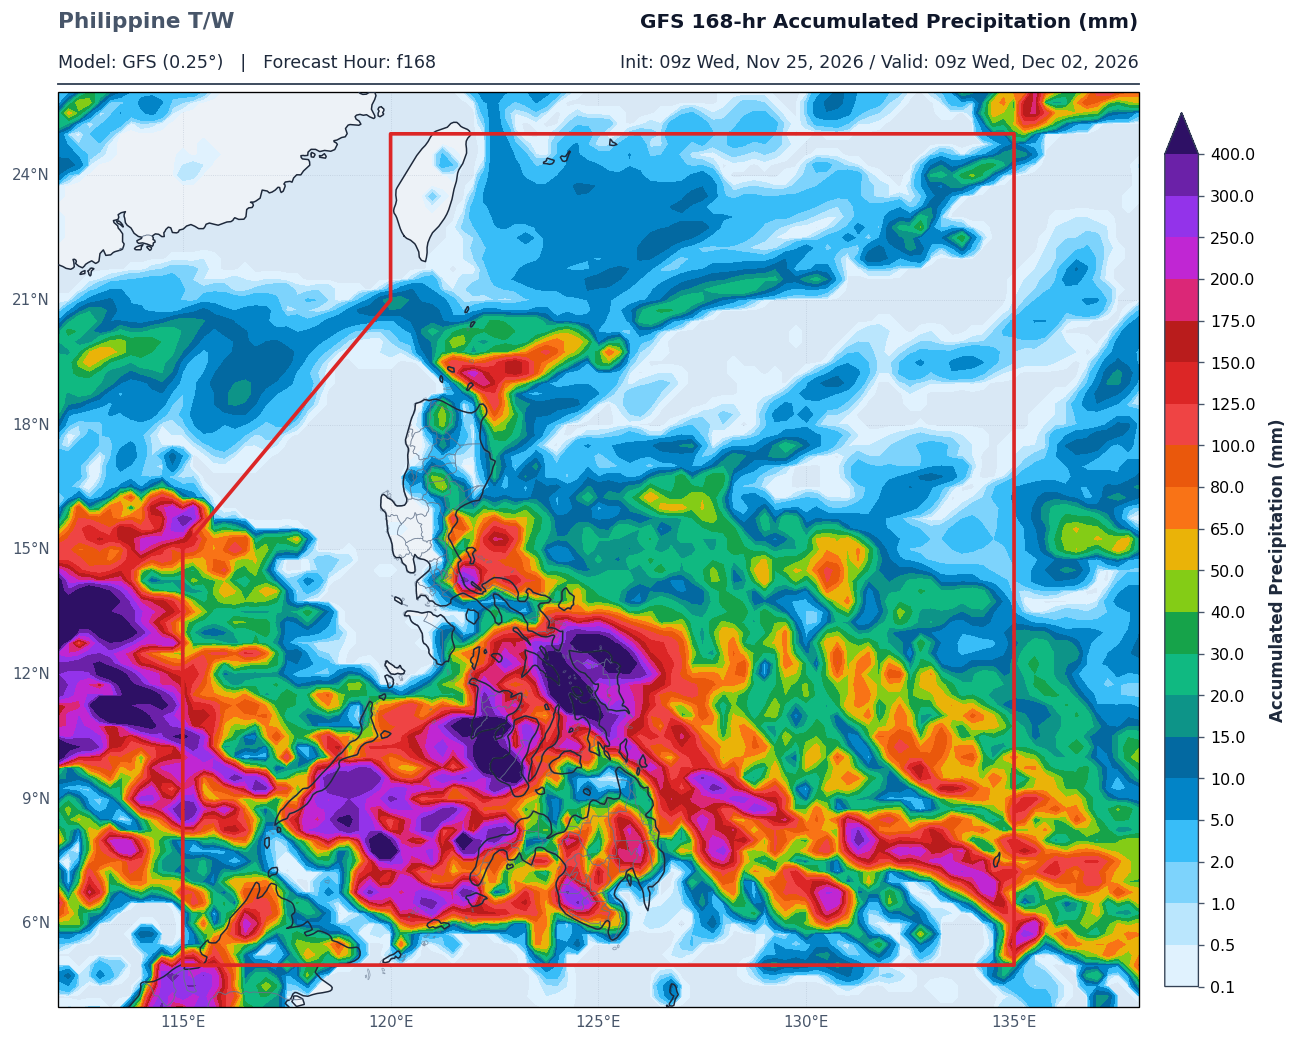 Philippine T/W
GFS 168-hr Accumulated Precipitation (mm)
Model: GFS (0.25°)   |   Forecast Hour: f168
Init: 09z Wed, Nov 25, 2026 / Valid: 09z Wed, Dec 02, 2026
24°N
21°N
18°N
15°N
12°N
9°N
6°N
115°E
120°E
125°E
130°E
135°E
400.0
300.0
250.0
200.0
175.0
150.0
125.0
100.0
80.0
65.0
50.0
40.0
30.0
20.0
15.0
10.0
5.0
2.0
1.0
0.5
0.1
Accumulated Precipitation (mm)